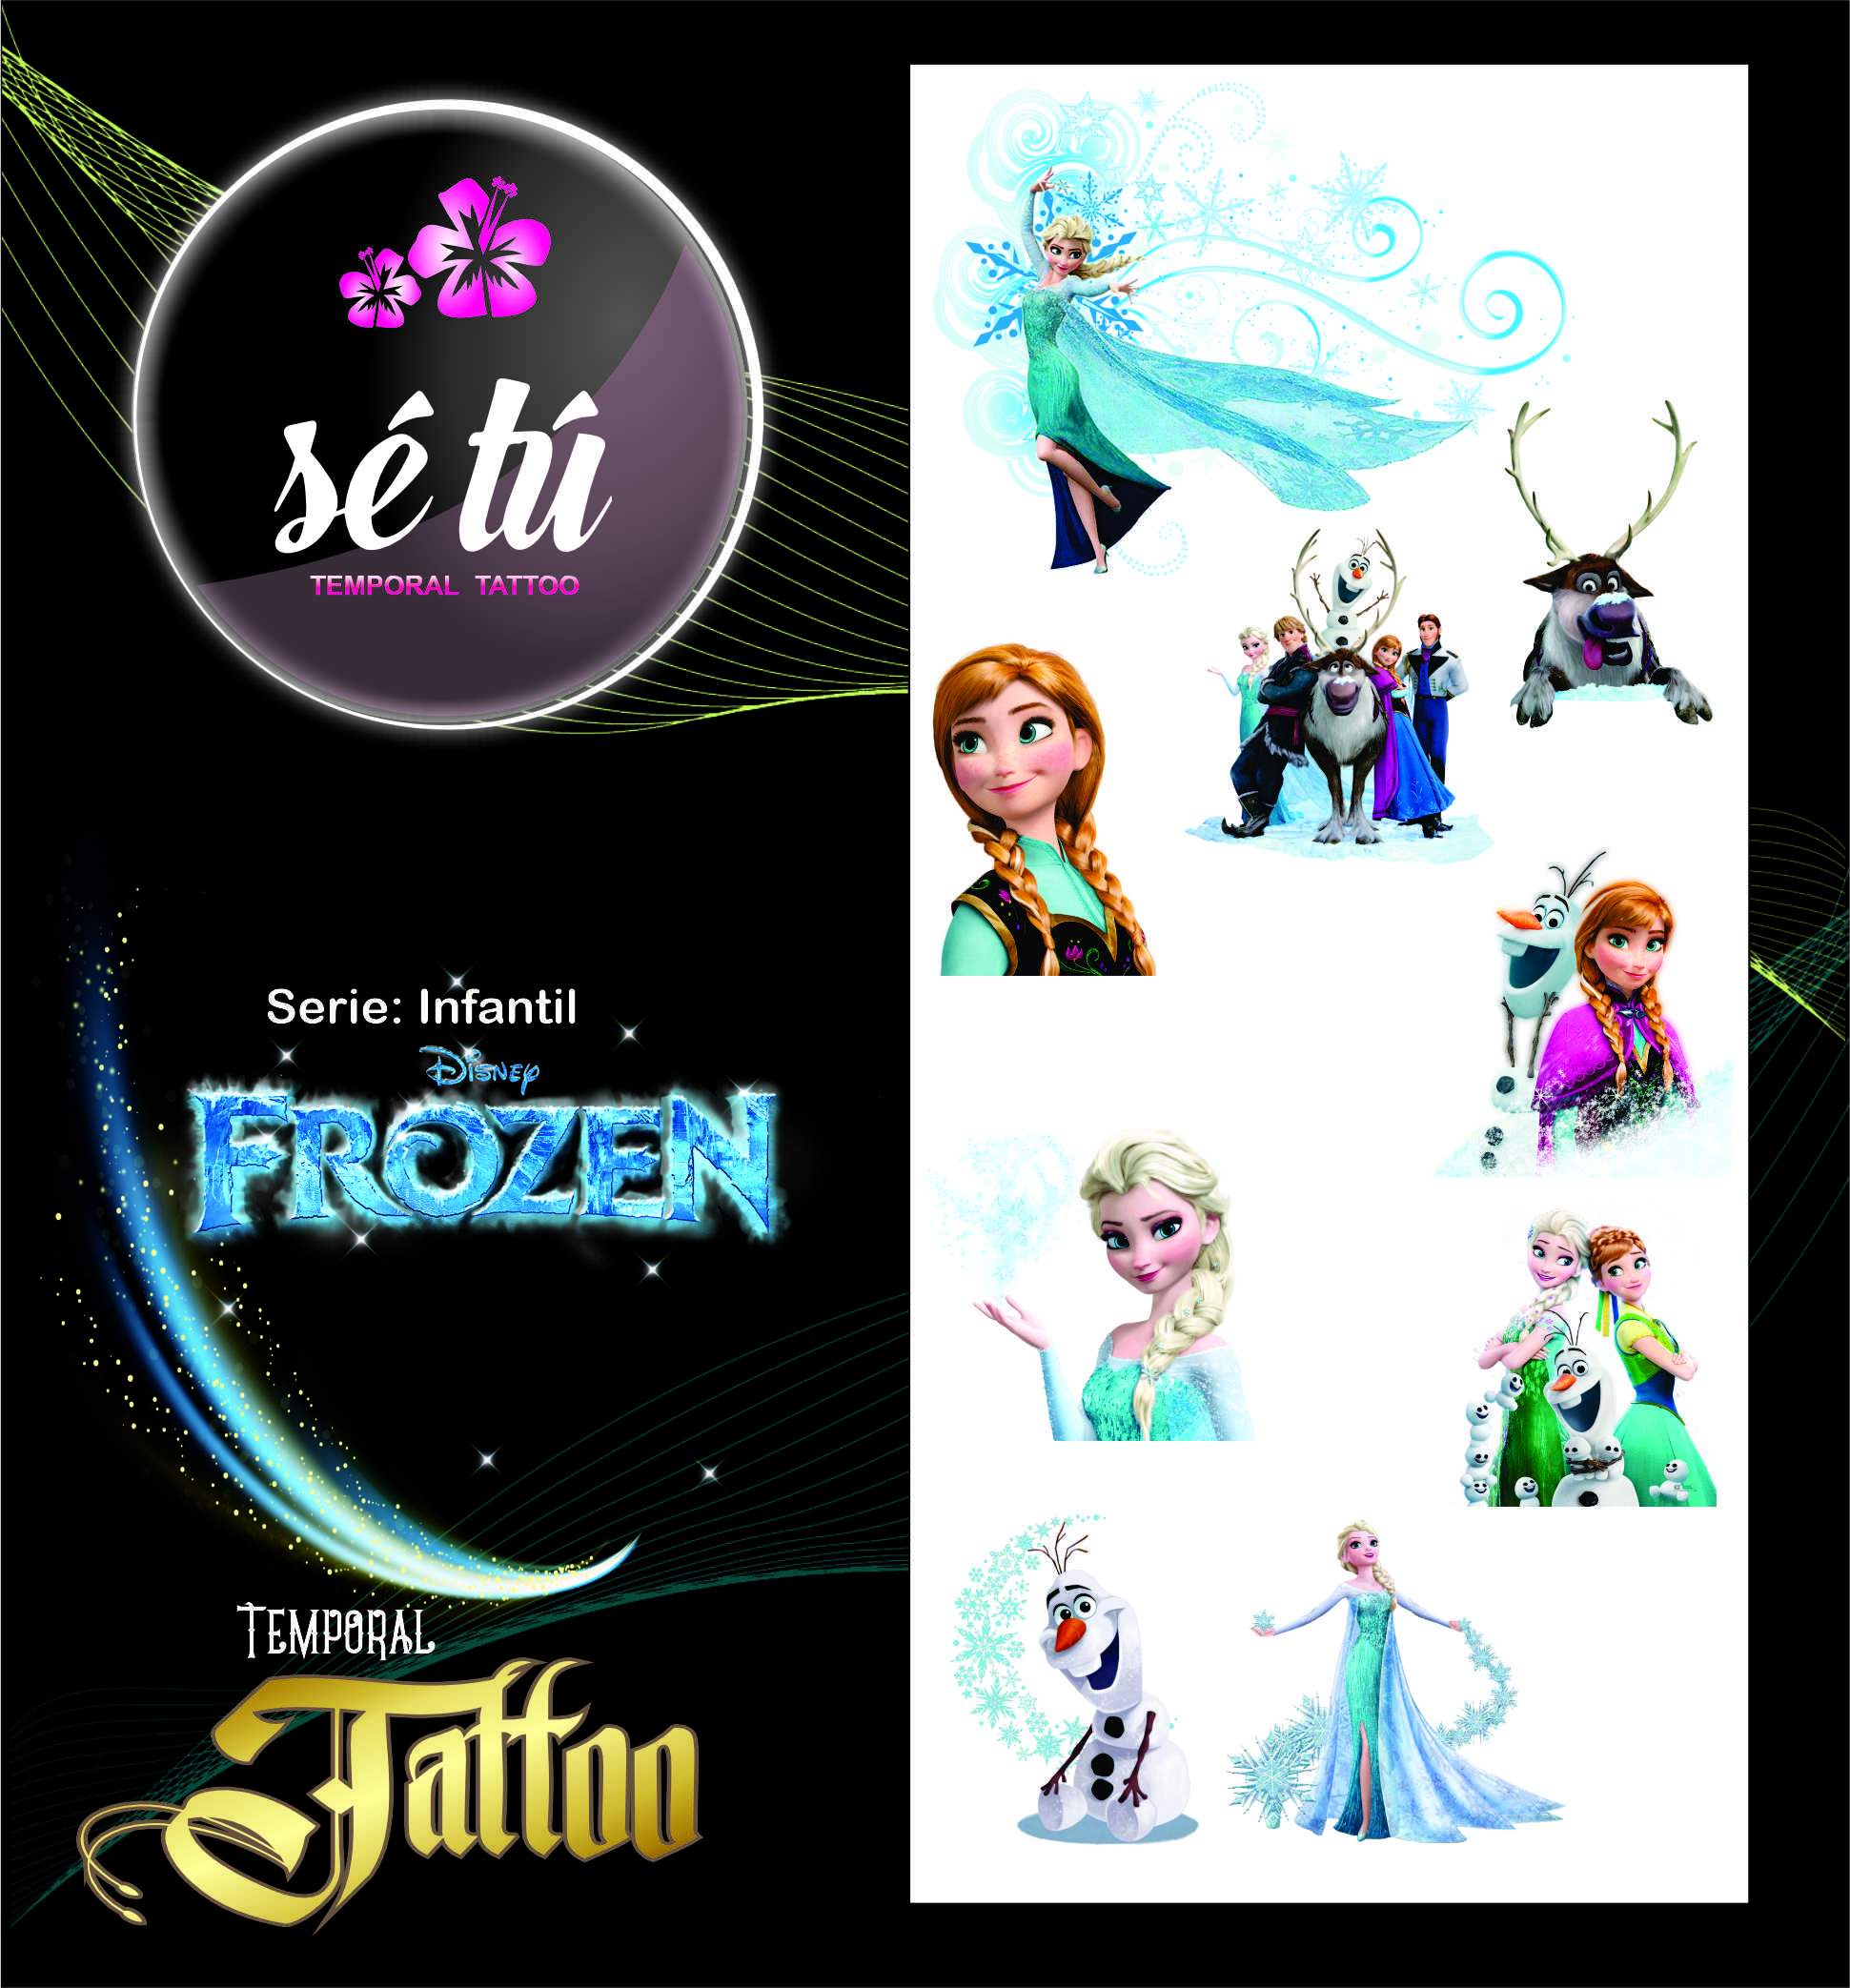 sé tú
TEMPORAL TATTOO
Serie: Infantil
DISNEY
FROZEN
TEMPORAL
Tattoo